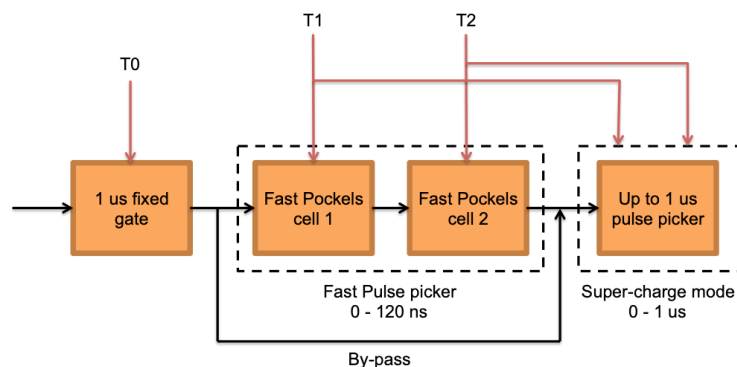 T1
T2
T0
1 us fixed
gate
Fast Pockels
cell 1
Fast Pockels
cell 2
Up to 1 us
pulse picker
Fast Pulse picker
0 - 120 ns
Super-charge mode
0 - 1 us
By-pass